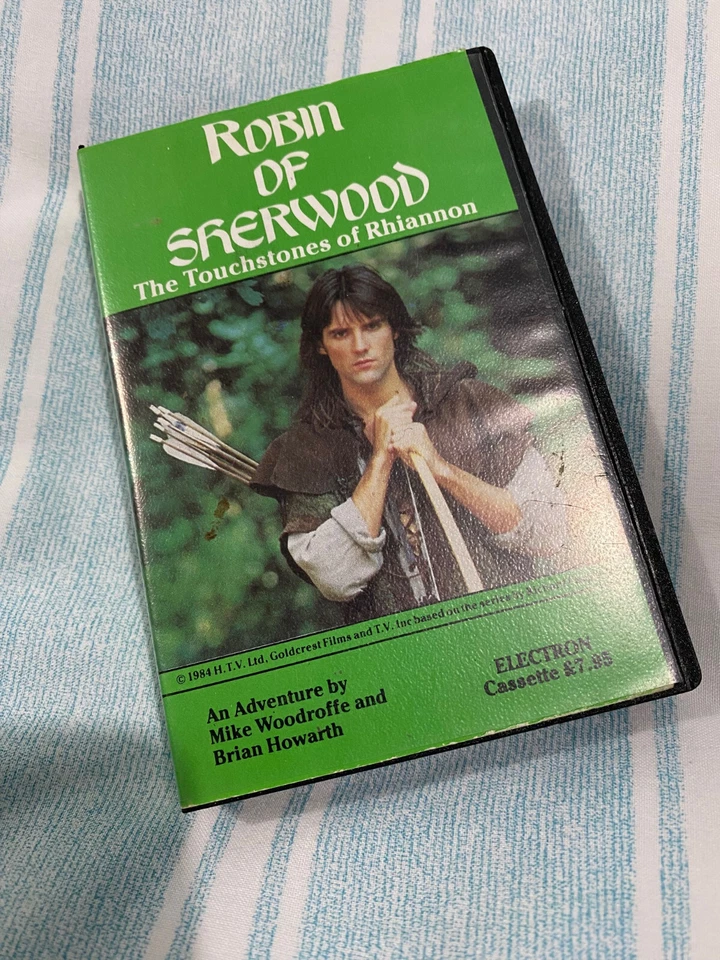 ROBIN
OF
SHERWOOD
The Touchstones of Rhiannon
© 1984 H.T.V. Ltd, Goldcrest Films and T.V. Inc based on the series by
An Adventure by
Mike Woodroffe and
Brian Howarth
ELECTRON
Cassette £7.95